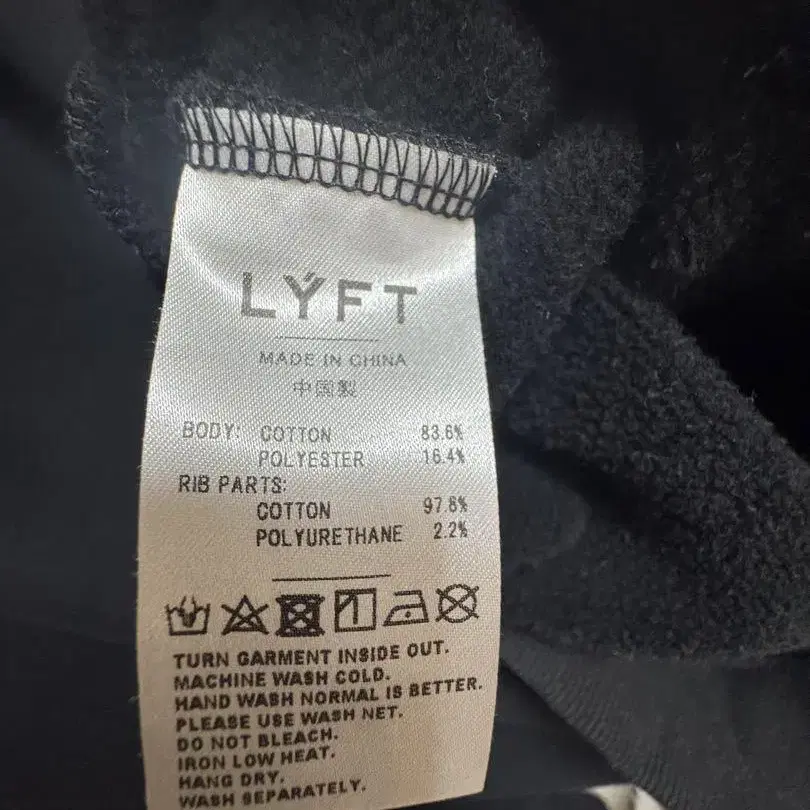 LÝFT
MADE IN CHINA
中国製
BODY: COTTON 83.6%
POLYESTER 16.4%
RIB PARTS:
COTTON 97.8%
POLYURETHANE 2.2%
TURN GARMENT INSIDE OUT.
MACHINE WASH COLD.
HAND WASH NORMAL IS BETTER.
PLEASE USE WASH NET.
DO NOT BLEACH.
IRON LOW HEAT.
HANG DRY.
WASH SEPARATELY.